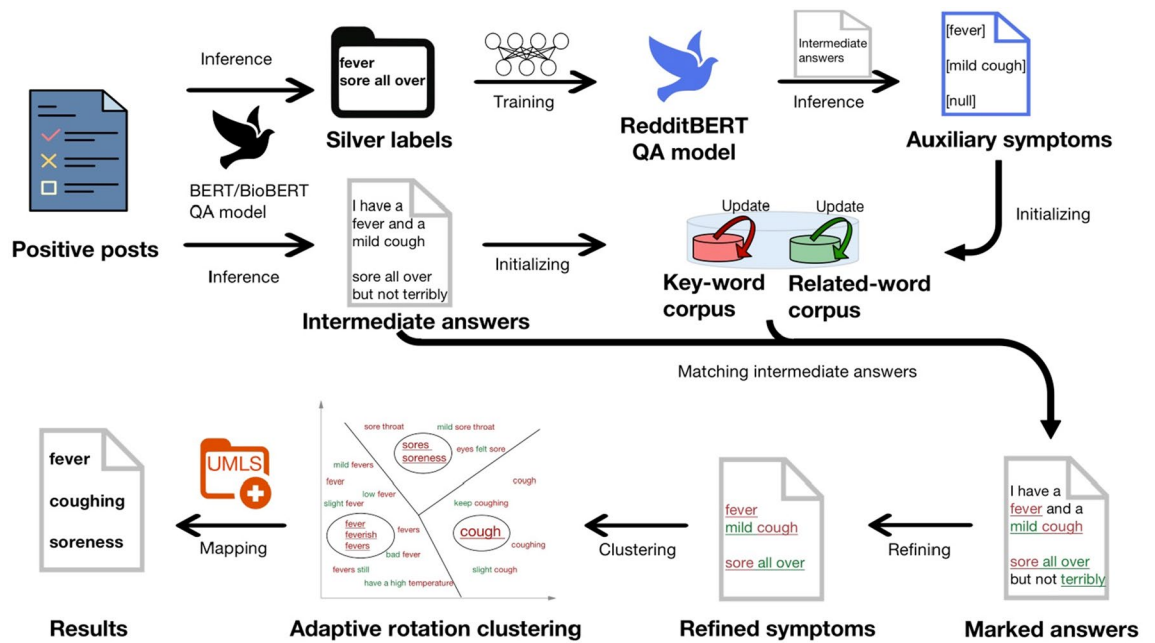 Inference
fever
sore all over
Silver labels
Training
RedditBERT
QA model
Intermediate
answers
Inference
[fever]
[mild cough]
[null]
Auxiliary symptoms
Positive posts
BERT/BioBERT
QA model
Inference
I have a
fever and a
mild cough
sore all over
but not terribly
Intermediate answers
Initializing
Update
Update
Key-word
corpus
Related-word
corpus
Initializing
Matching intermediate answers
fever
coughing
soreness
Results
UMLS
Mapping
sore throat
mild sore throat
sores
soreness
eyes felt sore
mild fevers
fever
low fever
slight fever
fever
feverish
fevers
fevers
bad fever
fevers still
have a high temperature
cough
keep coughing
cough
coughing
slight cough
Adaptive rotation clustering
Clustering
fever
mild cough
sore all over
Refined symptoms
Refining
I have a
fever and a
mild cough
sore all over
but not terribly
Marked answers